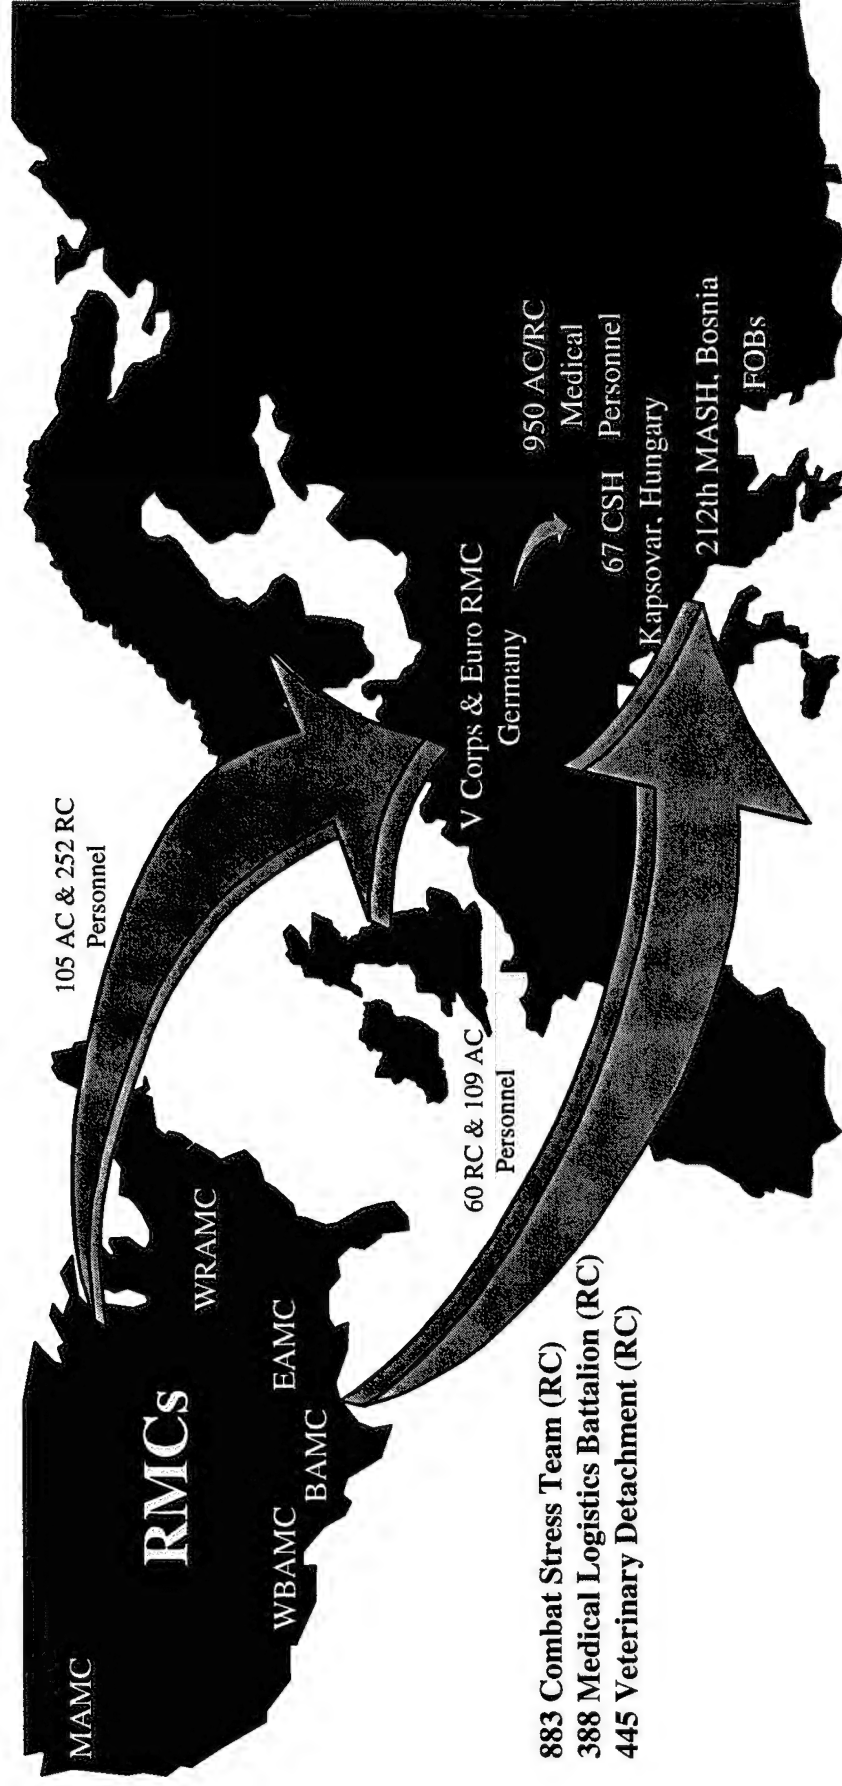 MAMC
RMCs
WRAMC
EAMC
WBAMC
BAMC
105 AC & 252 RC
Personnel
60 RC & 109 AC
Personnel
V Corps & Euro RMC
Germany
950 AC/RC
Medical
Personnel
67 CSH
Kapsovar, Hungary
212th MASH, Bosnia
FOBs
883 Combat Stress Team (RC)
388 Medical Logistics Battalion (RC)
445 Veterinary Detachment (RC)